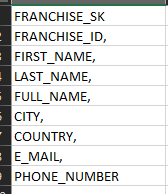 FRANCHISE_SK
FRANCHISE_ID,
FIRST_NAME,
LAST_NAME,
FULL_NAME,
CITY,
COUNTRY,
E_MAIL,
PHONE_NUMBER